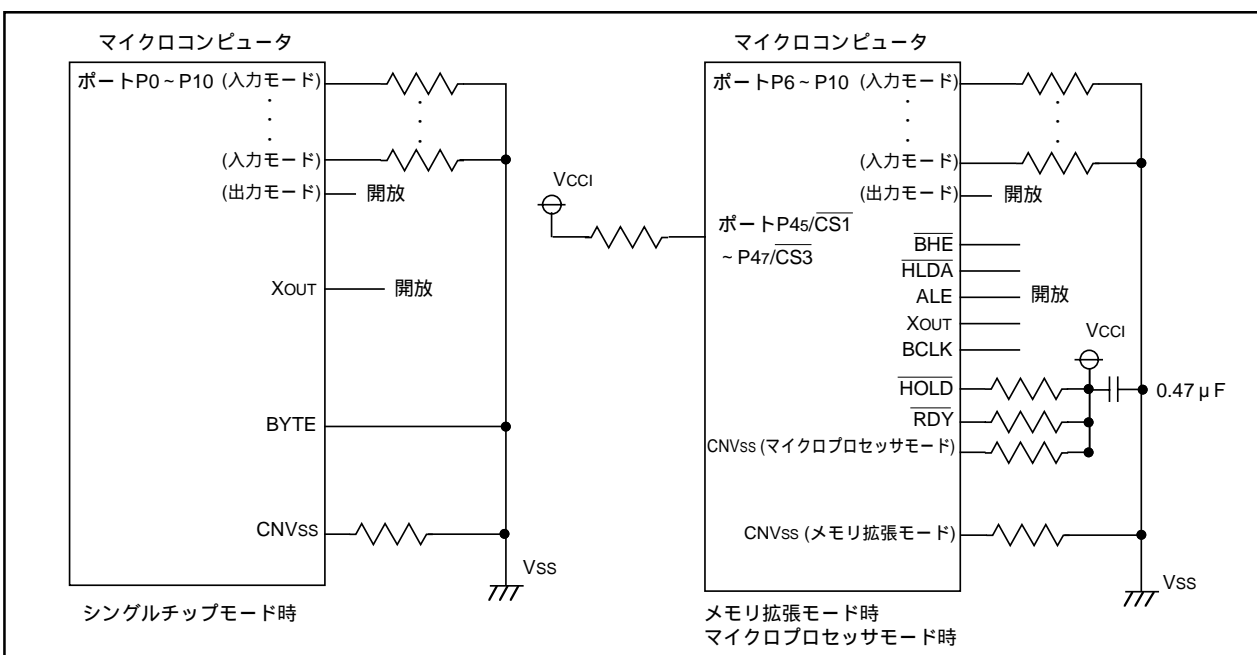 マイクロコンピュータ
ポートP0~P10 (入力モード)
(入力モード)
(出力モード)
開放
XOUT
開放
BYTE
CNVSS
VSS
シングルチップモード時
マイクロコンピュータ
ポートP6~P10 (入力モード)
(入力モード)
(出力モード)
開放
VCCI
ポートP45/CS1
~P47/CS3
BHE
HLDA
ALE
開放
XOUT
BCLK
VCCI
HOLD
0.47μF
RDY
CNVSS (マイクロプロセッサモード)
CNVSS (メモリ拡張モード)
VSS
メモリ拡張モード時
マイクロプロセッサモード時